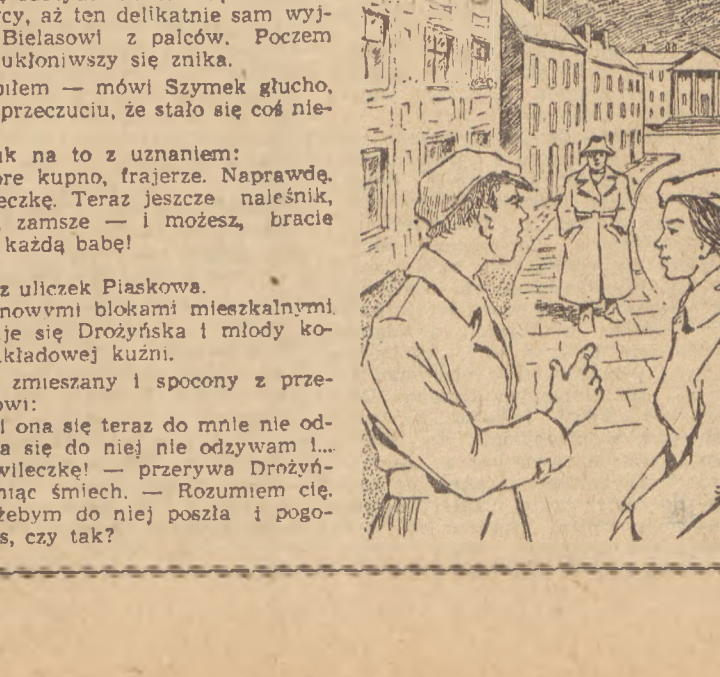 cy, aż ten delikatnie sam wyj-
Bielasowi z palców. Poczem
ukłoniwszy się znika.
piłem — mówi Szymek głucho,
przeczuciu, że stało się coś nie-
uk na to z uznaniem:
bre kupno, frajerze. Naprawdę.
eczkę. Teraz jeszcze naleśnik,
zamsze — i możesz, bracie
każdą babę!
z uliczek Piaskowa.
nowymi blokami mieszkalnymi
je się Drożyńska i młody ko-
kładowej kuźni.
zmieszany i spocony z prze-
owi:
i ona się teraz do mnie nie od-
a się do niej nie odzywam i...
wileczkę! — przerywa Drożyń-
niąc śmiech. — Rozumiem cię.
żebym do niej poszła i pogo-
s, czy tak?